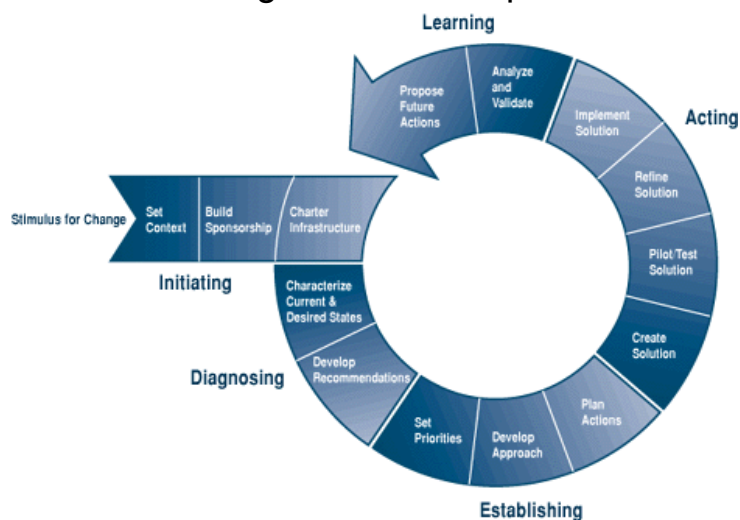 Learning
Analyze
and
Validate
Propose
Future
Actions
Implement
Solution
Acting
Refine
Solution
Stimulus for Change
Set
Context
Build
Sponsorship
Charter
Infrastructure
Pilot/Test
Solution
Initiating
Characterize
Current &
Desired States
Create
Solution
Diagnosing
Develop
Recommendations
Plan
Actions
Set
Priorities
Develop
Approach
Establishing